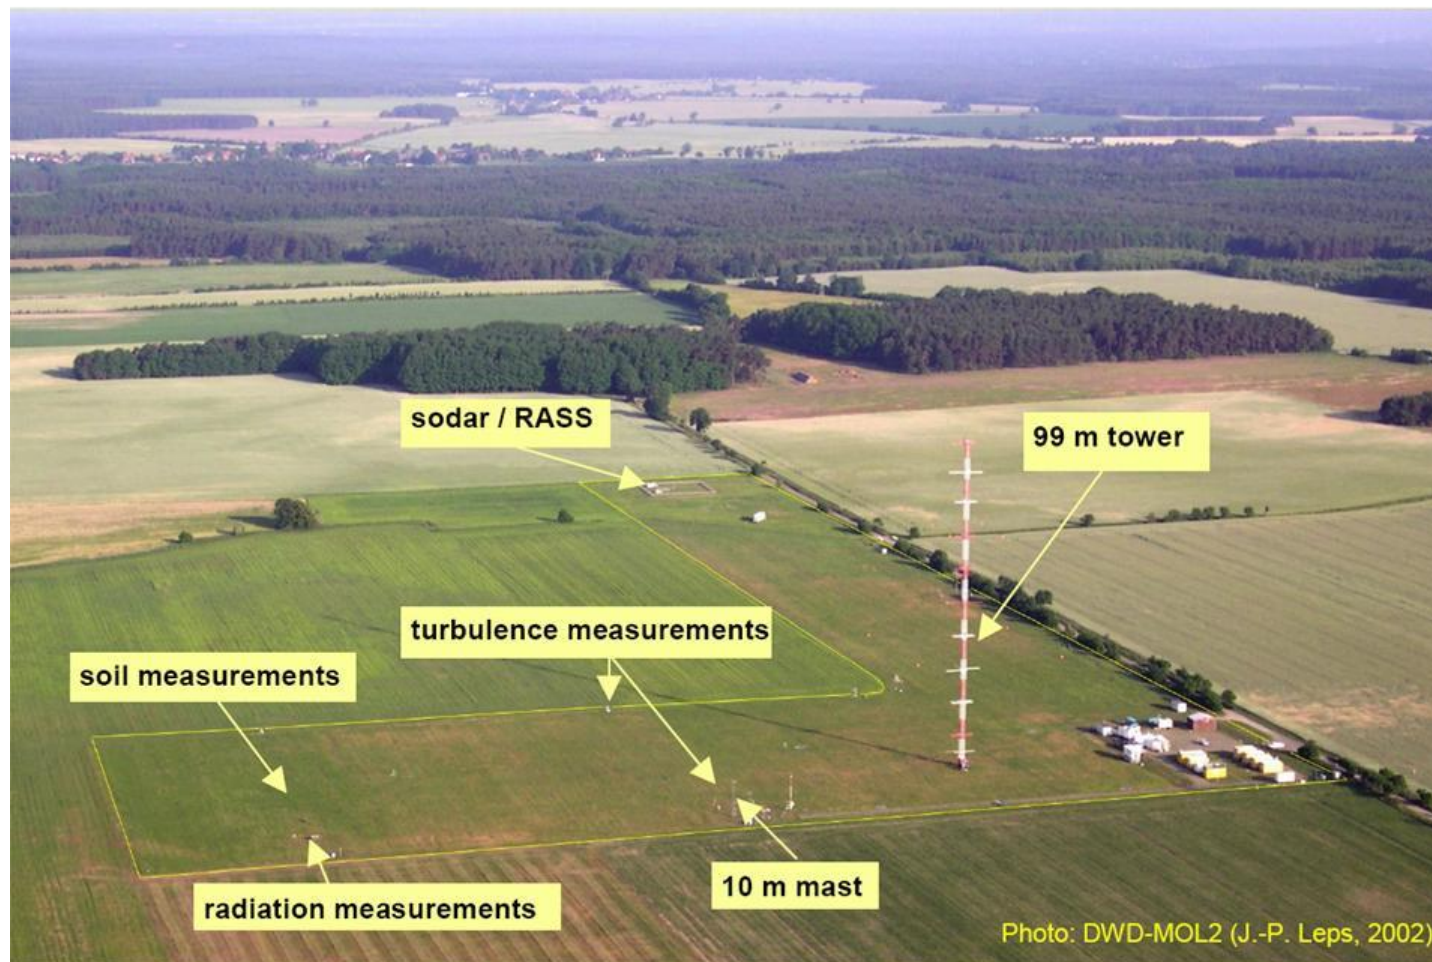 sodar / RASS
99 m tower
turbulence measurements
soil measurements
10 m mast
radiation measurements
Photo: DWD-MOL2 (J.-P. Leps, 2002)